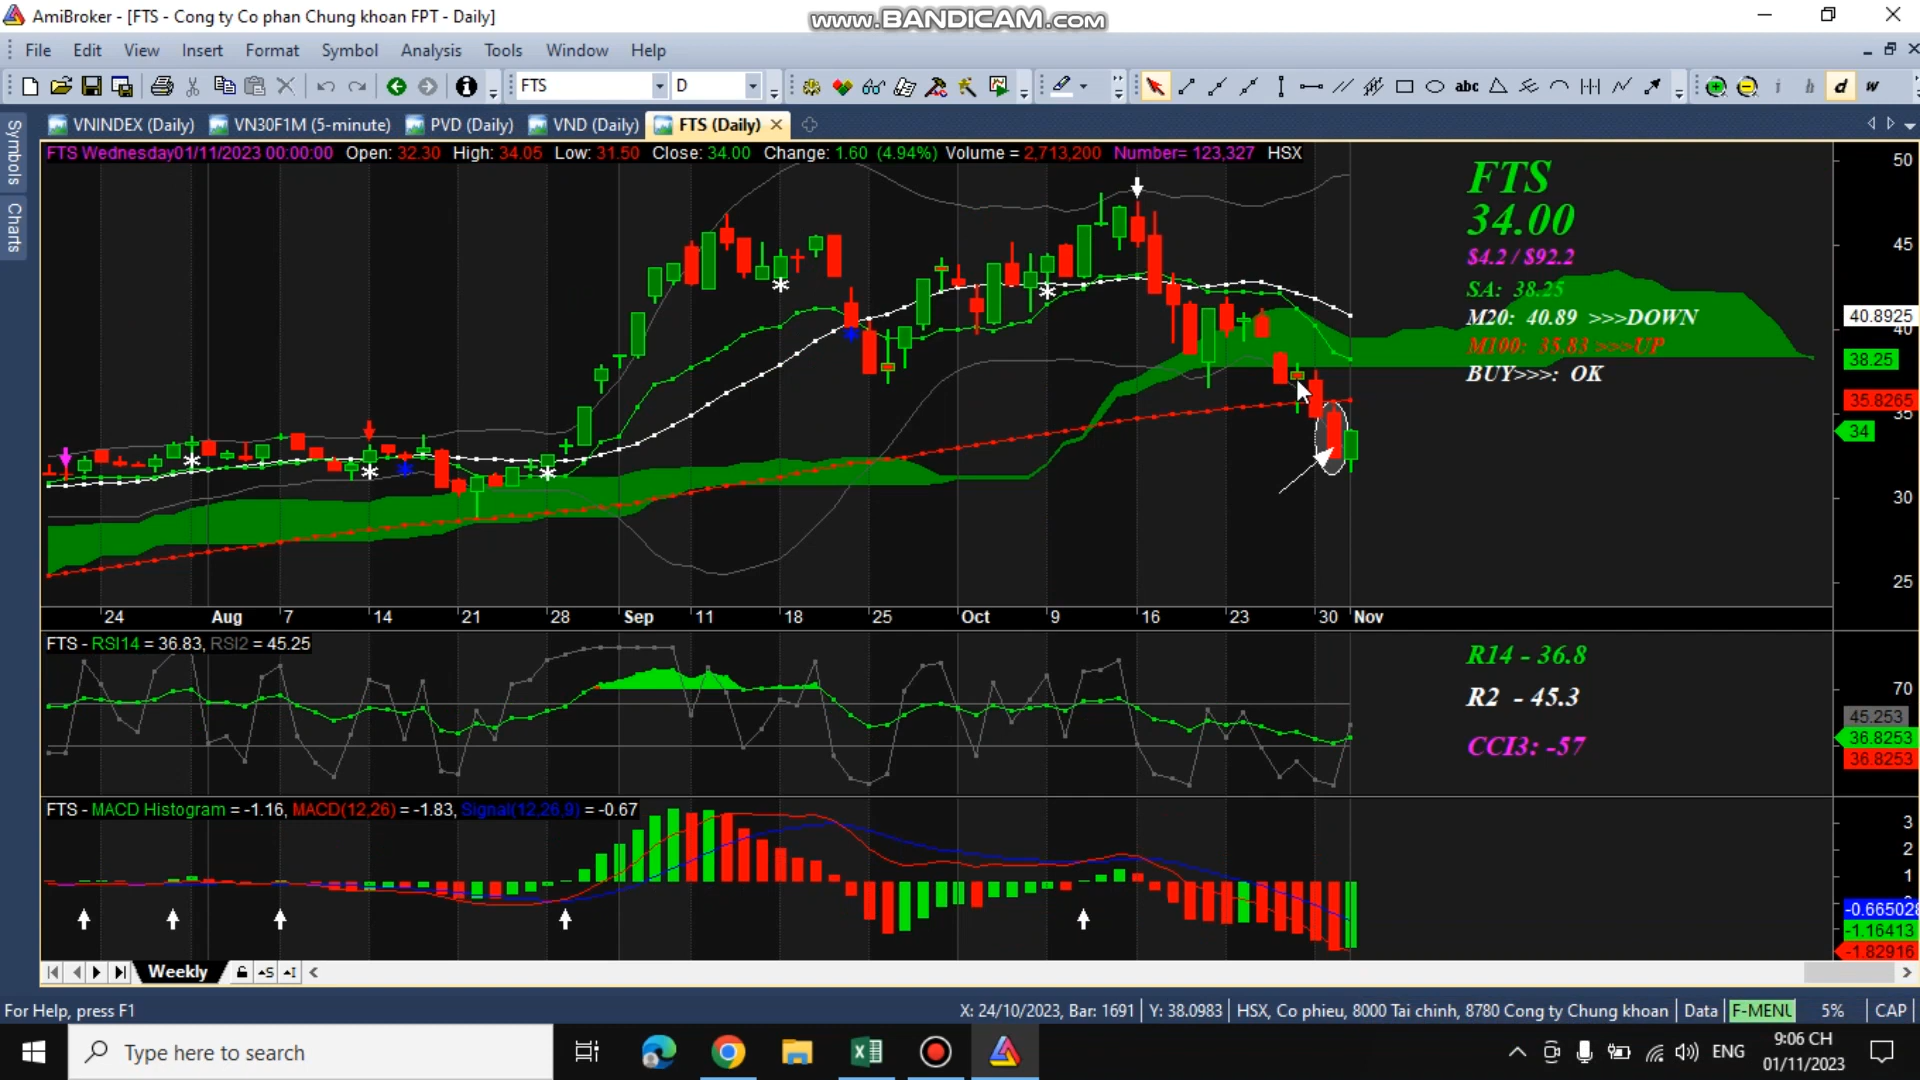 AmiBroker - [FTS - Cong ty Co phan Chung khoan FPT - Daily]
www.BANDICAM.com
File Edit View Insert Format Symbol Analysis Tools Window Help
FTS D abc i h d w
VNINDEX (Daily) VN30F1M (5-minute) PVD (Daily) VND (Daily) FTS (Daily)
Symbols
Charts
FTS Wednesday01/11/2023 00:00:00 Open: 32.30 High: 34.05 Low: 31.50 Close: 34.00 Change: 1.60 (4.94%) Volume = 2,713,200 Number= 123,327 HSX
FTS
34.00
$4.2 / $92.2
SA: 38.25
M20: 40.89 >>>DOWN
M100: 35.83 >>>UP
BUY>>>: OK
50
45
40.8925
40
38.25
35.8265
35
34
30
25
24 Aug 7 14 21 28 Sep 11 18 25 Oct 9 16 23 30 Nov
FTS - RSI14 = 36.83, RSI2 = 45.25
R14 - 36.8
R2 - 45.3
CCI3: -57
70
45.253
36.8253
36.8253
FTS - MACD Histogram = -1.16, MACD(12,26) = -1.83, Signal(12,26,9) = -0.67
3
2
1
-0.665028
-1.16413
-1.82916
Weekly
For Help, press F1
X: 24/10/2023, Bar: 1691 Y: 38.0983 HSX, Co phieu, 8000 Tai chinh, 8780 Cong ty Chung khoan Data F-MENU 5% CAP
Type here to search
ENG
9:06 CH
01/11/2023